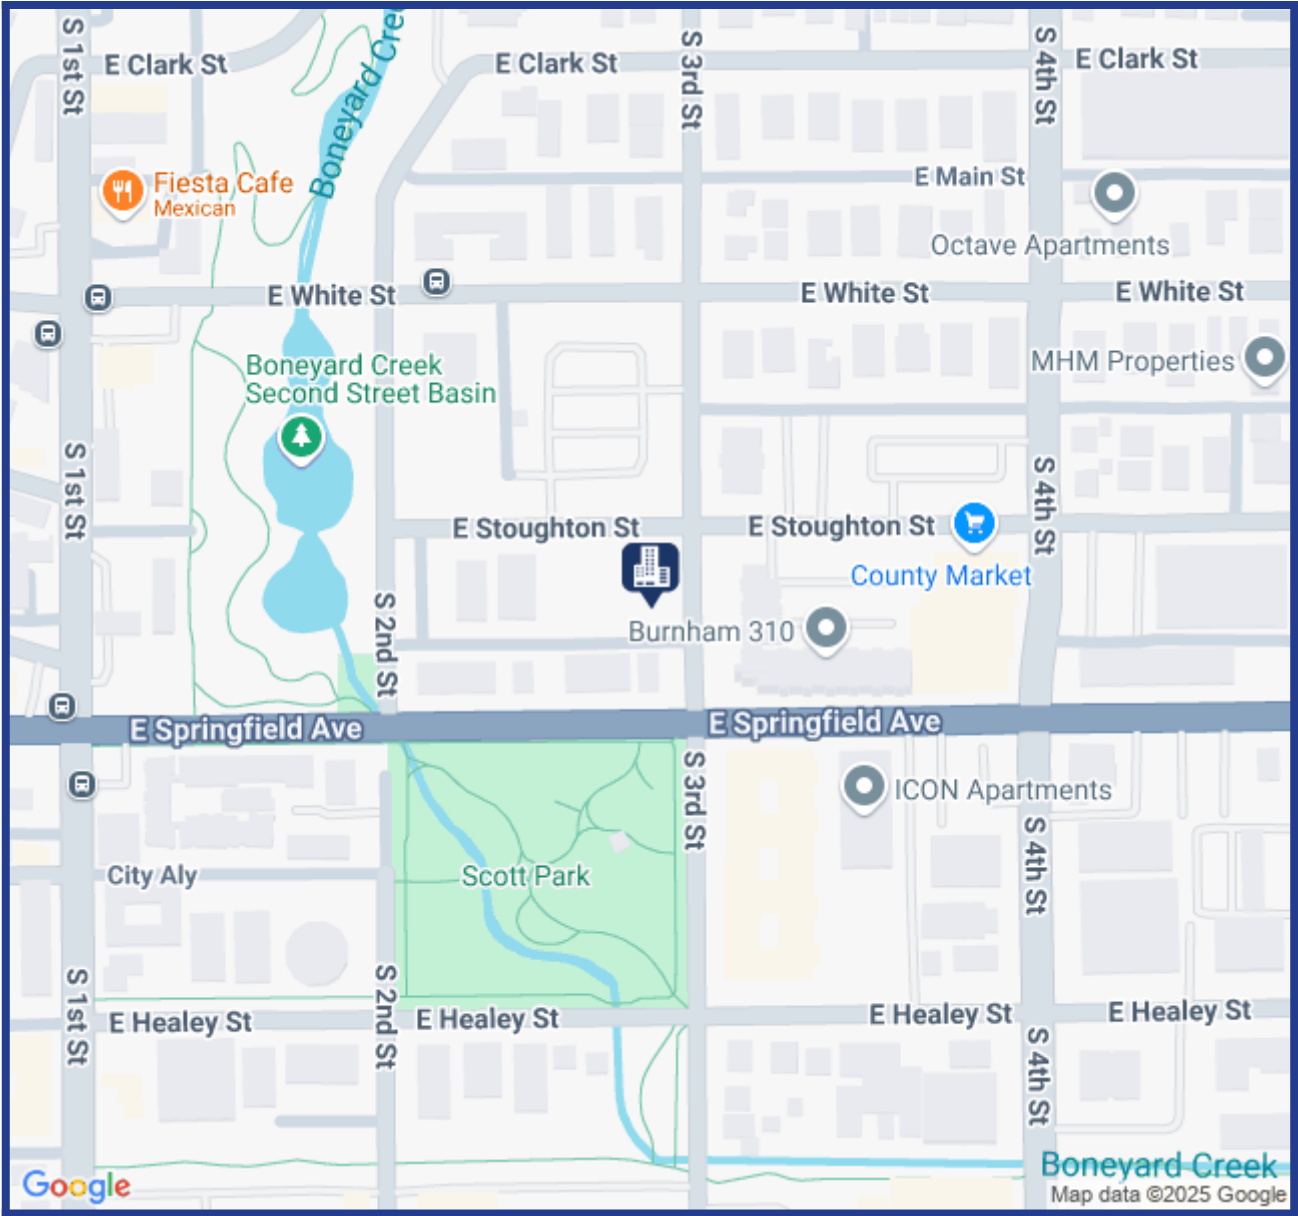 S 1st St
E Clark St
Boneyard Cree
E Clark St
S 3rd St
S 4th St
E Clark St
Fiesta Cafe
Mexican
E Main St
Octave Apartments
E White St
E White St
E White St
Boneyard Creek
Second Street Basin
MHM Properties
S 1st St
S 4th St
E Stoughton St
E Stoughton St
County Market
S 2nd St
Burnham 310
E Springfield Ave
E Springfield Ave
S 3rd St
ICON Apartments
S 4th St
City Aly
Scott Park
S 1st St
S 2nd St
E Healey St
E Healey St
E Healey St
E Healey St
S 4th St
Boneyard Creek
Google
Map data ©2025 Google